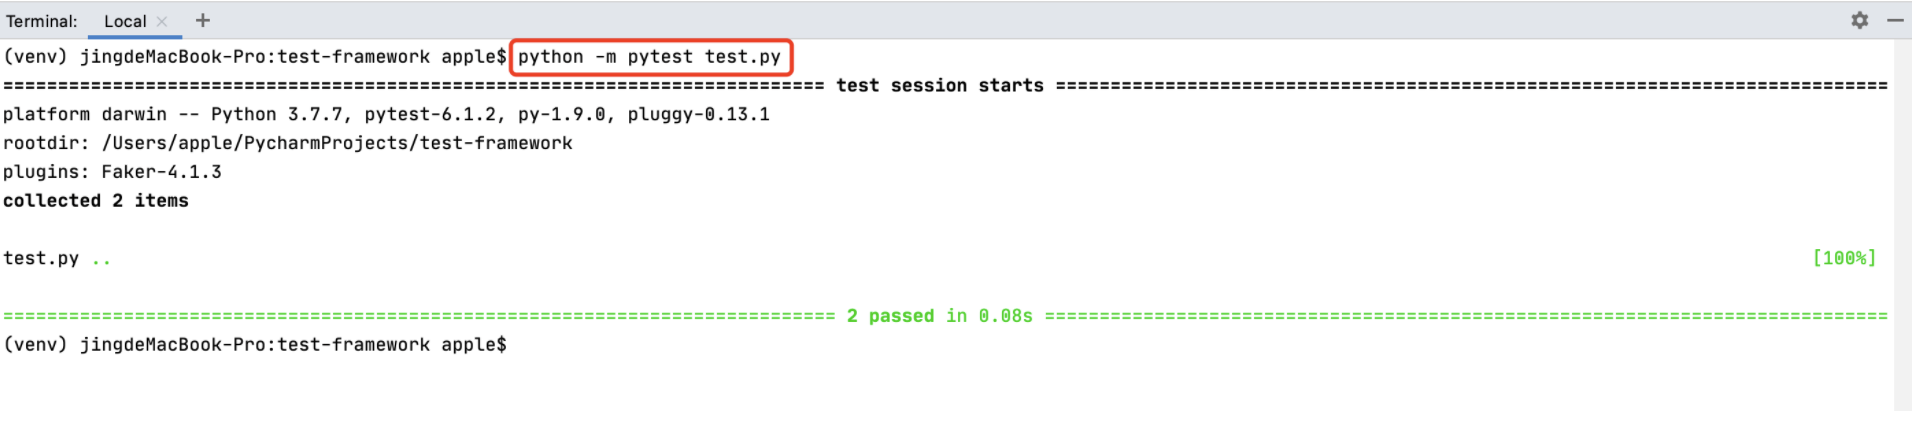 Terminal: Local × +
(venv) jingdeMacBook-Pro:test-framework apple$ python -m pytest test.py
=========================================================================== test session starts ============================================================================
platform darwin -- Python 3.7.7, pytest-6.1.2, py-1.9.0, pluggy-0.13.1
rootdir: /Users/apple/PycharmProjects/test-framework
plugins: Faker-4.1.3
collected 2 items
test.py .. [100%]
============================================================================ 2 passed in 0.08s =============================================================================
(venv) jingdeMacBook-Pro:test-framework apple$